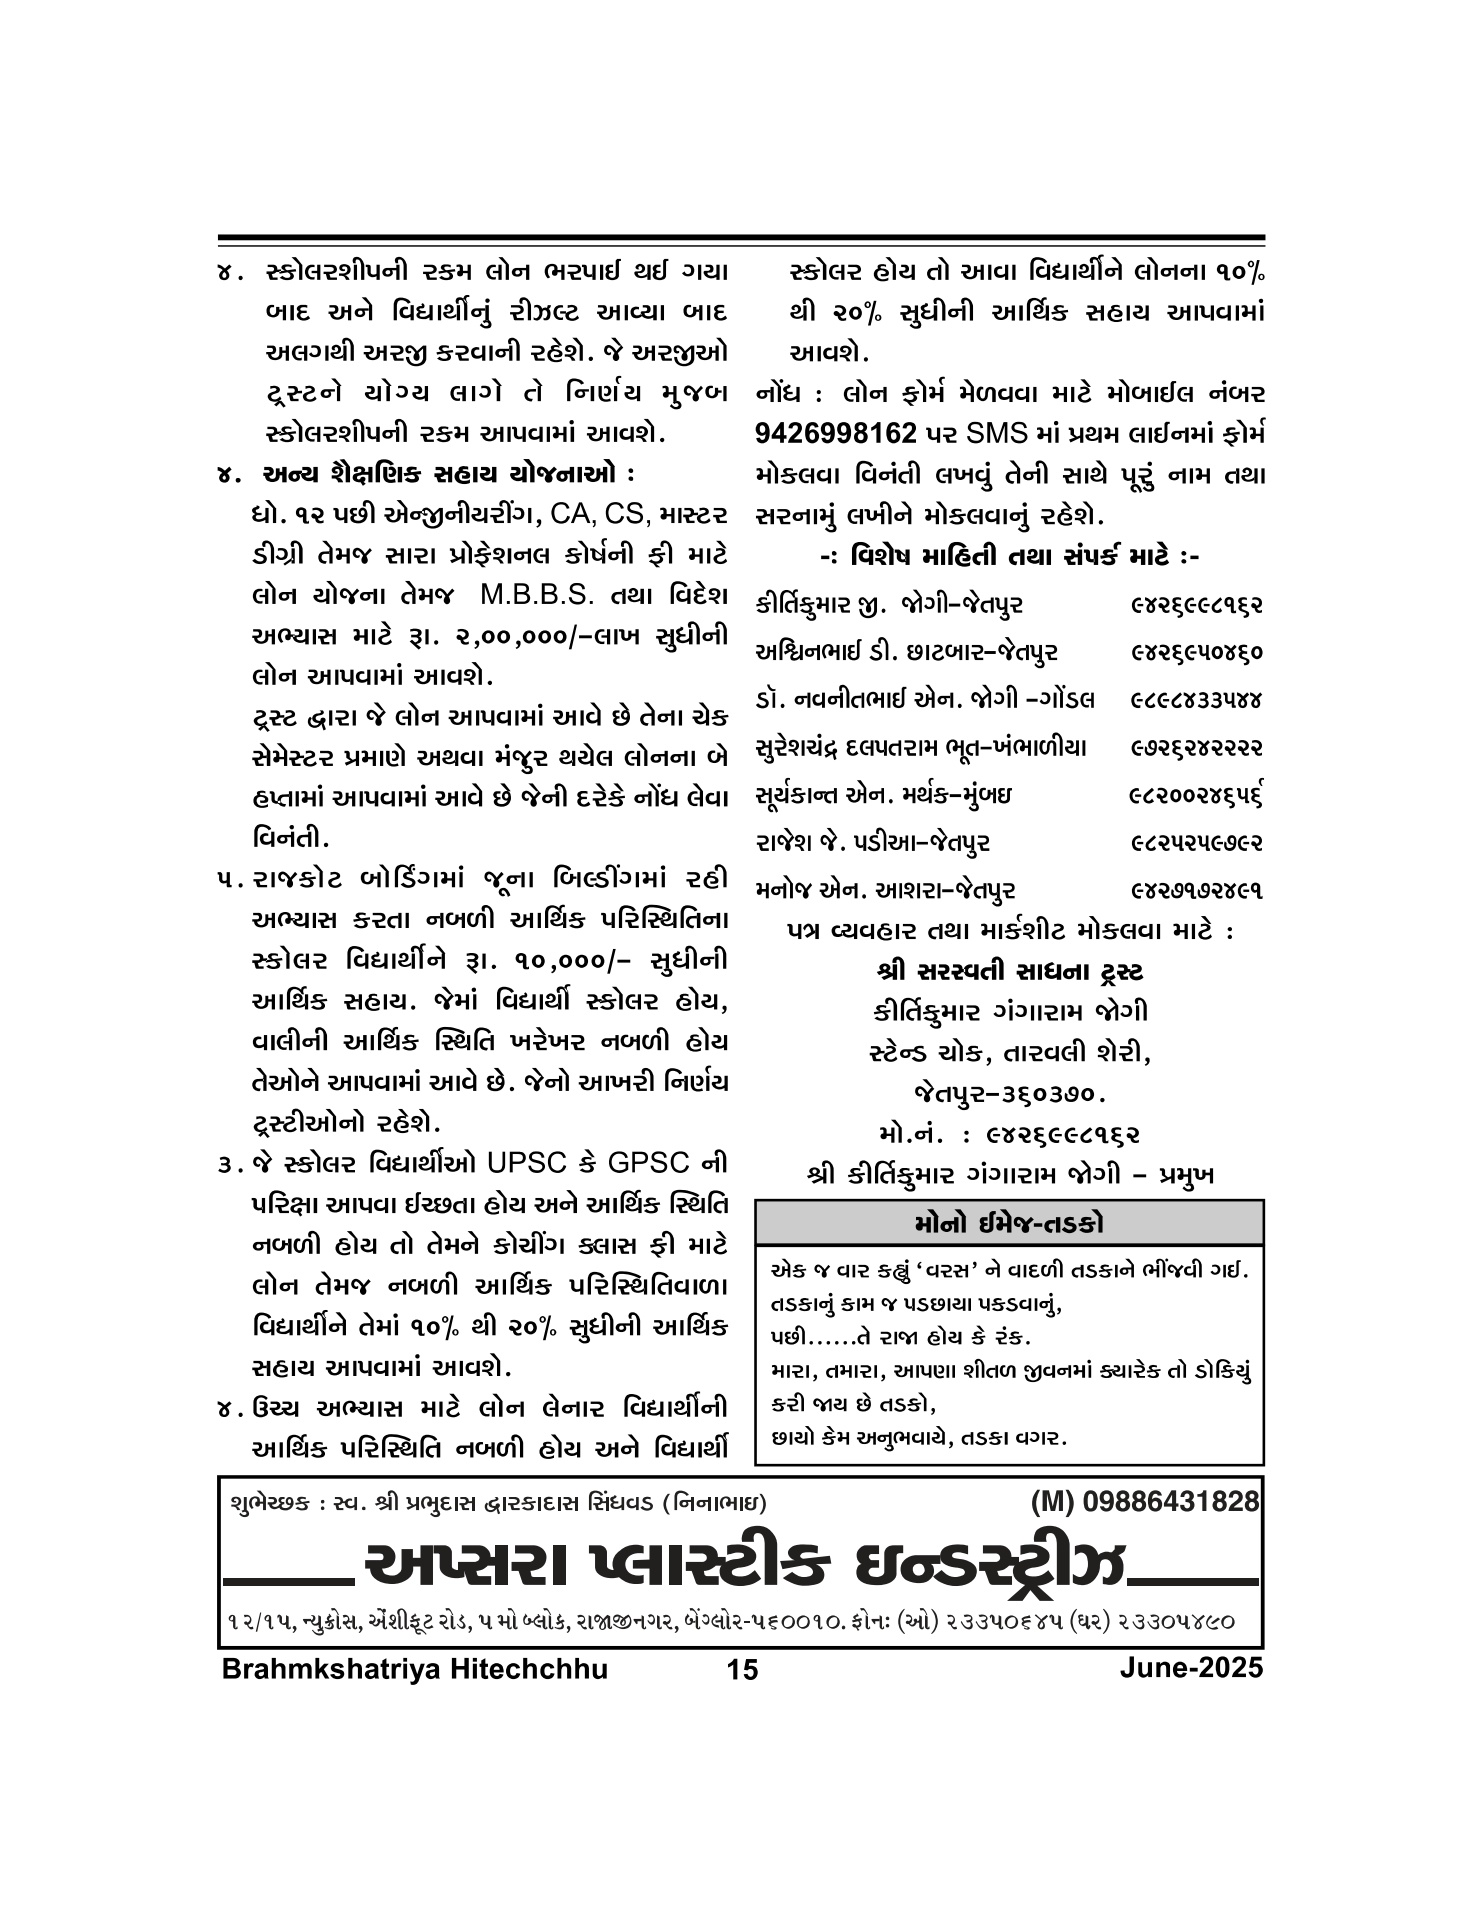 ૪. સ્કોલરશીપની રકમ લોન ભરપાઈ થઈ ગયા
બાદ અને વિદ્યાર્થીનું રીઝલ્ટ આવ્યા બાદ
અલગથી અરજી કરવાની રહેશે. જે અરજીઓ
ટ્રસ્ટને યોગ્ય લાગે તે નિર્ણય મુજબ
સ્કોલરશીપની રકમ આપવામાં આવશે.
૪. અન્ય શૈક્ષણિક સહાય યોજનાઓ :
ધો. ૧૨ પછી એન્જીનીયરીંગ, CA, CS, માસ્ટર
ડીગ્રી તેમજ સારા પ્રોફેશનલ કોર્ષની ફી માટે
લોન યોજના તેમજ M.B.B.S. તથા વિદેશ
અભ્યાસ માટે રૂા. ૨,૦૦,૦૦૦/–લાખ સુધીની
લોન આપવામાં આવશે.
ટ્રસ્ટ દ્વારા જે લોન આપવામાં આવે છે તેના ચેક
સેમેસ્ટર પ્રમાણે અથવા મંજુર થયેલ લોનના બે
હપ્તામાં આપવામાં આવે છે જેની દરેકે નોંધ લેવા
વિનંતી.
૫. રાજકોટ બોર્ડિંગમાં જૂના બિલ્ડીંગમાં રહી
અભ્યાસ કરતા નબળી આર્થિક પરિસ્થિતિના
સ્કોલર વિદ્યાર્થીને રૂા. ૧૦,૦૦૦/– સુધીની
આર્થિક સહાય. જેમાં વિદ્યાર્થી સ્કોલર હોય,
વાલીની આર્થિક સ્થિતિ ખરેખર નબળી હોય
તેઓને આપવામાં આવે છે. જેનો આખરી નિર્ણય
ટ્રસ્ટીઓનો રહેશે.
૩. જે સ્કોલર વિદ્યાર્થીઓ UPSC કે GPSC ની
પરિક્ષા આપવા ઈચ્છતા હોય અને આર્થિક સ્થિતિ
નબળી હોય તો તેમને કોચીંગ ક્લાસ ફી માટે
લોન તેમજ નબળી આર્થિક પરિસ્થિતિવાળા
વિદ્યાર્થીને તેમાં ૧૦% થી ૨૦% સુધીની આર્થિક
સહાય આપવામાં આવશે.
૪. ઉચ્ચ અભ્યાસ માટે લોન લેનાર વિદ્યાર્થીની
આર્થિક પરિસ્થિતિ નબળી હોય અને વિદ્યાર્થી
સ્કોલર હોય તો આવા વિદ્યાર્થીને લોનના ૧૦%
થી ૨૦% સુધીની આર્થિક સહાય આપવામાં
આવશે.
નોંધ : લોન ફોર્મ મેળવવા માટે મોબાઈલ નંબર
9426998162 પર SMS માં પ્રથમ લાઈનમાં ફોર્મ
મોકલવા વિનંતી લખવું તેની સાથે પૂરું નામ તથા
સરનામું લખીને મોકલવાનું રહેશે.
-ઃ વિશેષ માહિતી તથા સંપર્ક માટે ઃ-
કીર્તિકુમાર જી. જોગી–જેતપુર ૯૪૨૬૯૯૮૧૬૨
અશ્વિનભાઈ ડી. છાટબાર–જેતપુર ૯૪૨૬૯૫૦૪૬૦
ડૉ. નવનીતભાઈ એન. જોગી –ગોંડલ ૯૮૯૮૪૩૩૫૪૪
સુરેશચંદ્ર દલપતરામ ભૂત–ખંભાળીયા ૯૭૨૬૨૪૨૨૨૨
સૂર્યકાન્ત એન. મર્થક–મુંબઇ ૯૮૨૦૦૨૪૬૫૬
રાજેશ જે. પડીઆ–જેતપુર ૯૮૨૫૨૫૯૭૯૨
મનોજ એન. આશરા–જેતપુર ૯૪૨૭૧૭૨૪૯૧
પત્ર વ્યવહાર તથા માર્કશીટ મોકલવા માટે :
શ્રી સરસ્વતી સાધના ટ્રસ્ટ
કીર્તિકુમાર ગંગારામ જોગી
સ્ટેન્ડ ચોક, તારવલી શેરી,
જેતપુર–૩૬૦૩૭૦.
મો.નં. : ૯૪૨૬૯૯૮૧૬૨
શ્રી કીર્તિકુમાર ગંગારામ જોગી – પ્રમુખ
મોનો ઈમેજ-તડકો
એક જ વાર કહ્યું ‘વરસ’ ને વાદળી તડકાને ભીંજવી ગઈ.
તડકાનું કામ જ પડછાયા પકડવાનું,
પછી......તે રાજા હોય કે રંક.
મારા, તમારા, આપણા શીતળ જીવનમાં ક્યારેક તો ડોકિયું
કરી જાય છે તડકો,
છાયો કેમ અનુભવાયે, તડકા વગર.
શુભેચ્છક : સ્વ. શ્રી પ્રભુદાસ દ્વારકાદાસ સિંધવડ (નિનાભાઇ) (M) 09886431828
અપ્સરા પ્લાસ્ટીક ઇન્ડસ્ટ્રીઝ
૧૨/૧૫, ન્યુક્રોસ, એંશીફૂટ રોડ, ૫ મો બ્લોક, રાજાજીનગર, બેંગ્લોર-૫૬૦૦૧૦. ફોનઃ (ઓ) ૨૩૩૫૦૬૪૫ (ઘર) ૨૩૩૦૫૪૯૦
Brahmkshatriya Hitechchhu 15 June-2025